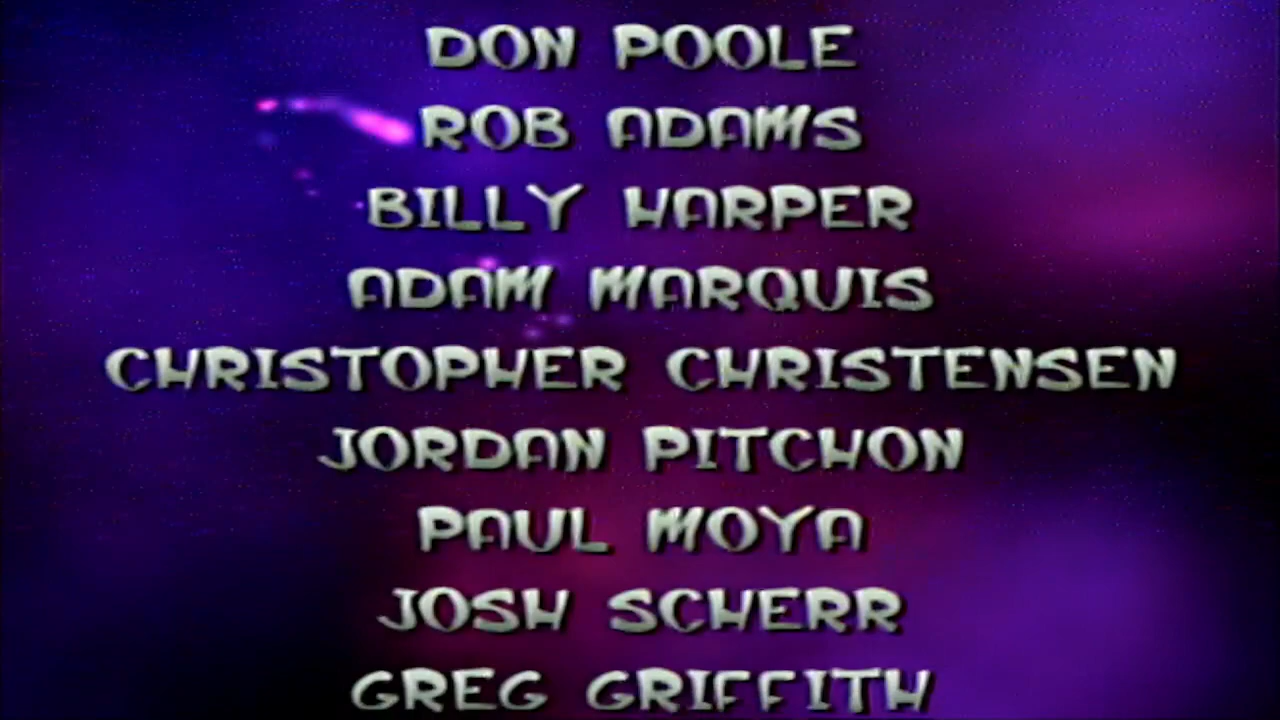 DON POOLE
ROB ADAMS
BILLY HARPER
ADAM MARQUIS
CHRISTOPHER CHRISTENSEN
JORDAN PITCHON
PAUL MOYA
JOSH SCHERR
GREG GRIFFITH